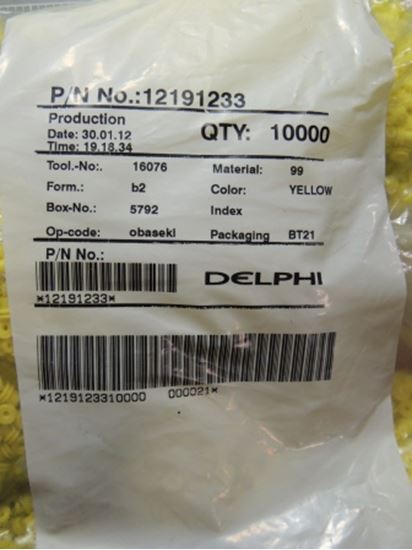 P/N No.:12191233
Production
Date: 30.01.12
Time: 19.18.34
QTY: 10000
Tool.-No:. 16076 Material: 99
Form.: b2 Color: YELLOW
Box-No.: 5792 Index
Op-code: obaseki Packaging BT21
P/N No.:
DELPHI
*12191233*
*1219123310000 000021*